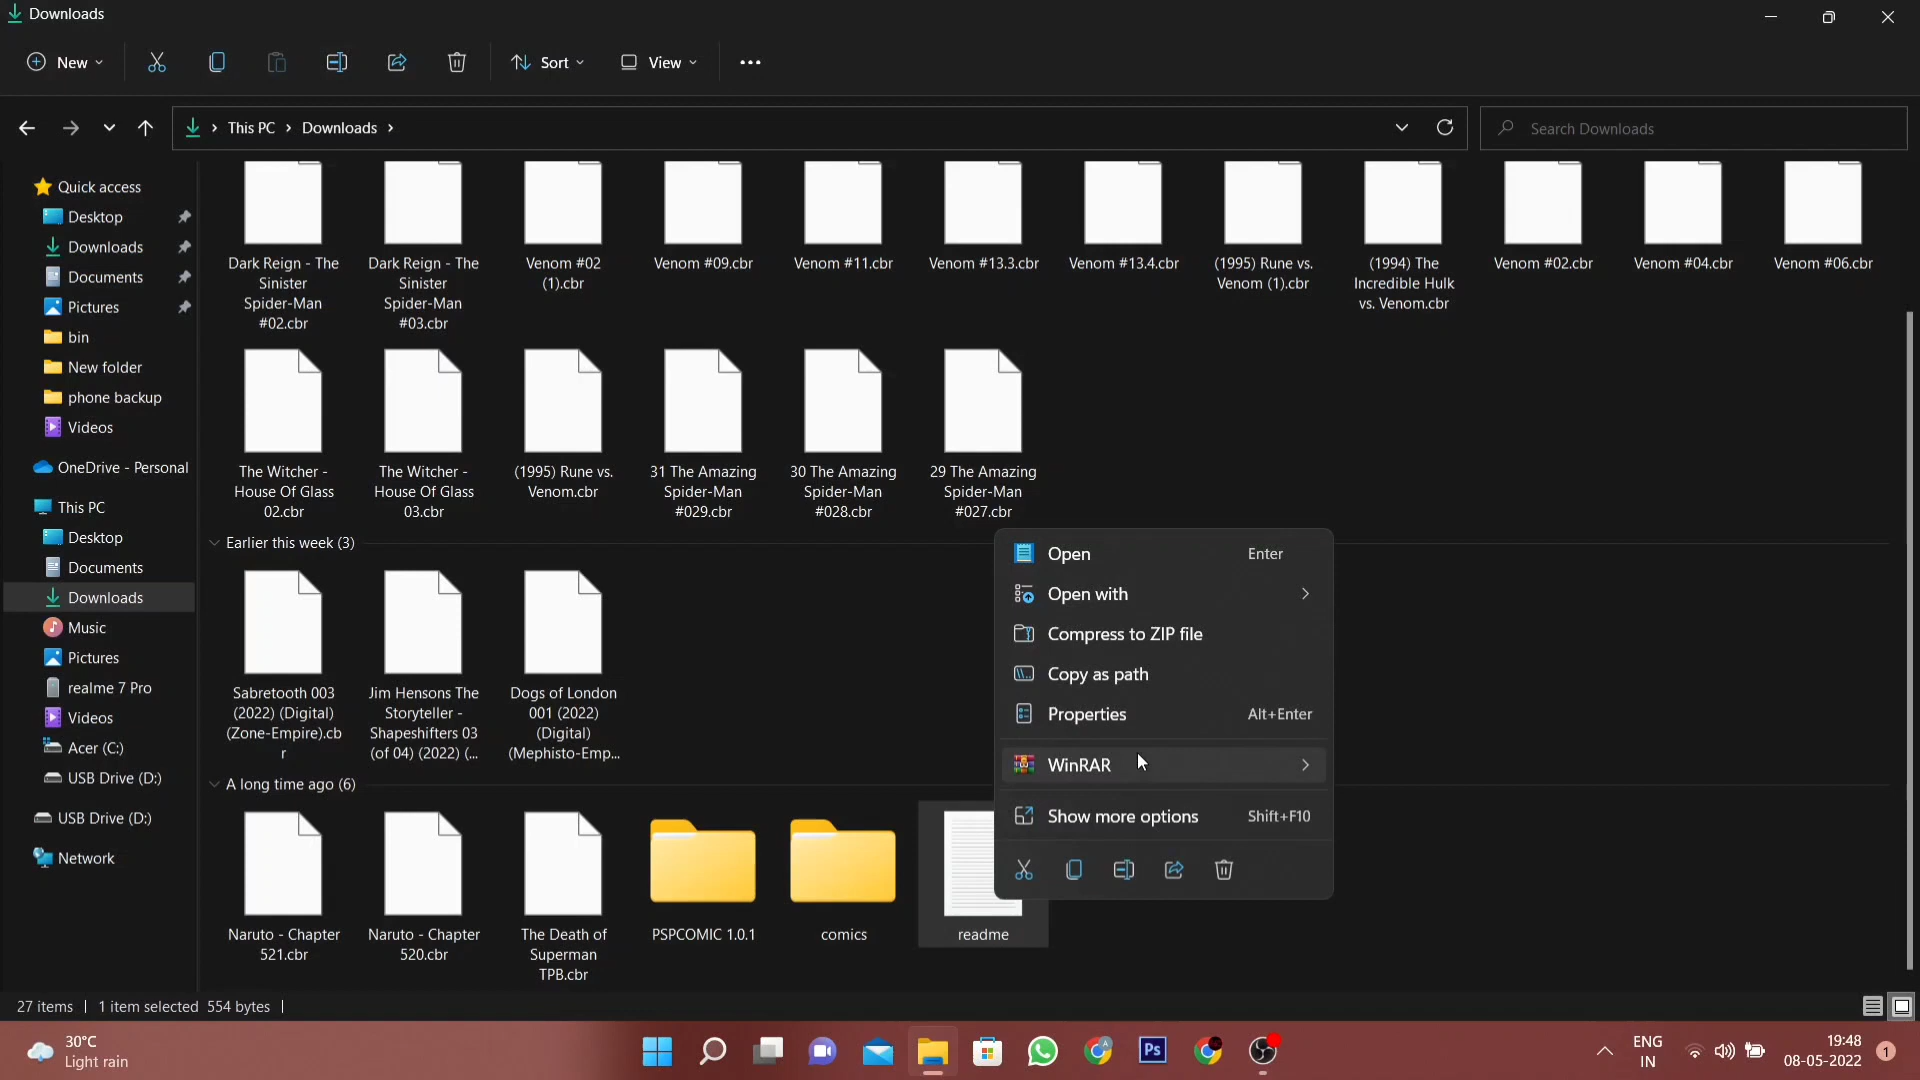 Downloads
New
Sort
View
This PC
Downloads
Search Downloads
Quick access
Desktop
Downloads
Documents
Pictures
bin
New folder
phone backup
Videos
OneDrive - Personal
This PC
Desktop
Documents
Downloads
Music
Pictures
realme 7 Pro
Videos
Acer (C:)
USB Drive (D:)
USB Drive (D:)
Network
Dark Reign - The
Sinister
Spider-Man
#02.cbr
Dark Reign - The
Sinister
Spider-Man
#03.cbr
Venom #02
(1).cbr
Venom #09.cbr
Venom #11.cbr
Venom #13.3.cbr
Venom #13.4.cbr
(1995) Rune vs.
Venom (1).cbr
(1994) The
Incredible Hulk
vs. Venom.cbr
Venom #02.cbr
Venom #04.cbr
Venom #06.cbr
The Witcher -
House Of Glass
02.cbr
The Witcher -
House Of Glass
03.cbr
(1995) Rune vs.
Venom.cbr
31 The Amazing
Spider-Man
#029.cbr
30 The Amazing
Spider-Man
#028.cbr
29 The Amazing
Spider-Man
#027.cbr
Earlier this week (3)
Sabretooth 003
(2022) (Digital)
(Zone-Empire).cb
r
Jim Hensons The
Storyteller -
Shapeshifters 03
(of 04) (2022) (...
Dogs of London
001 (2022)
(Digital)
(Mephisto-Emp...
A long time ago (6)
Naruto - Chapter
521.cbr
Naruto - Chapter
520.cbr
The Death of
Superman
TPB.cbr
PSPCOMIC 1.0.1
comics
readme
Open Enter
Open with
Compress to ZIP file
Copy as path
Properties Alt+Enter
WinRAR
Show more options Shift+F10
27 items 1 item selected 554 bytes
30°C
Light rain
Ps
ENG
IN
19:48
08-05-2022
1